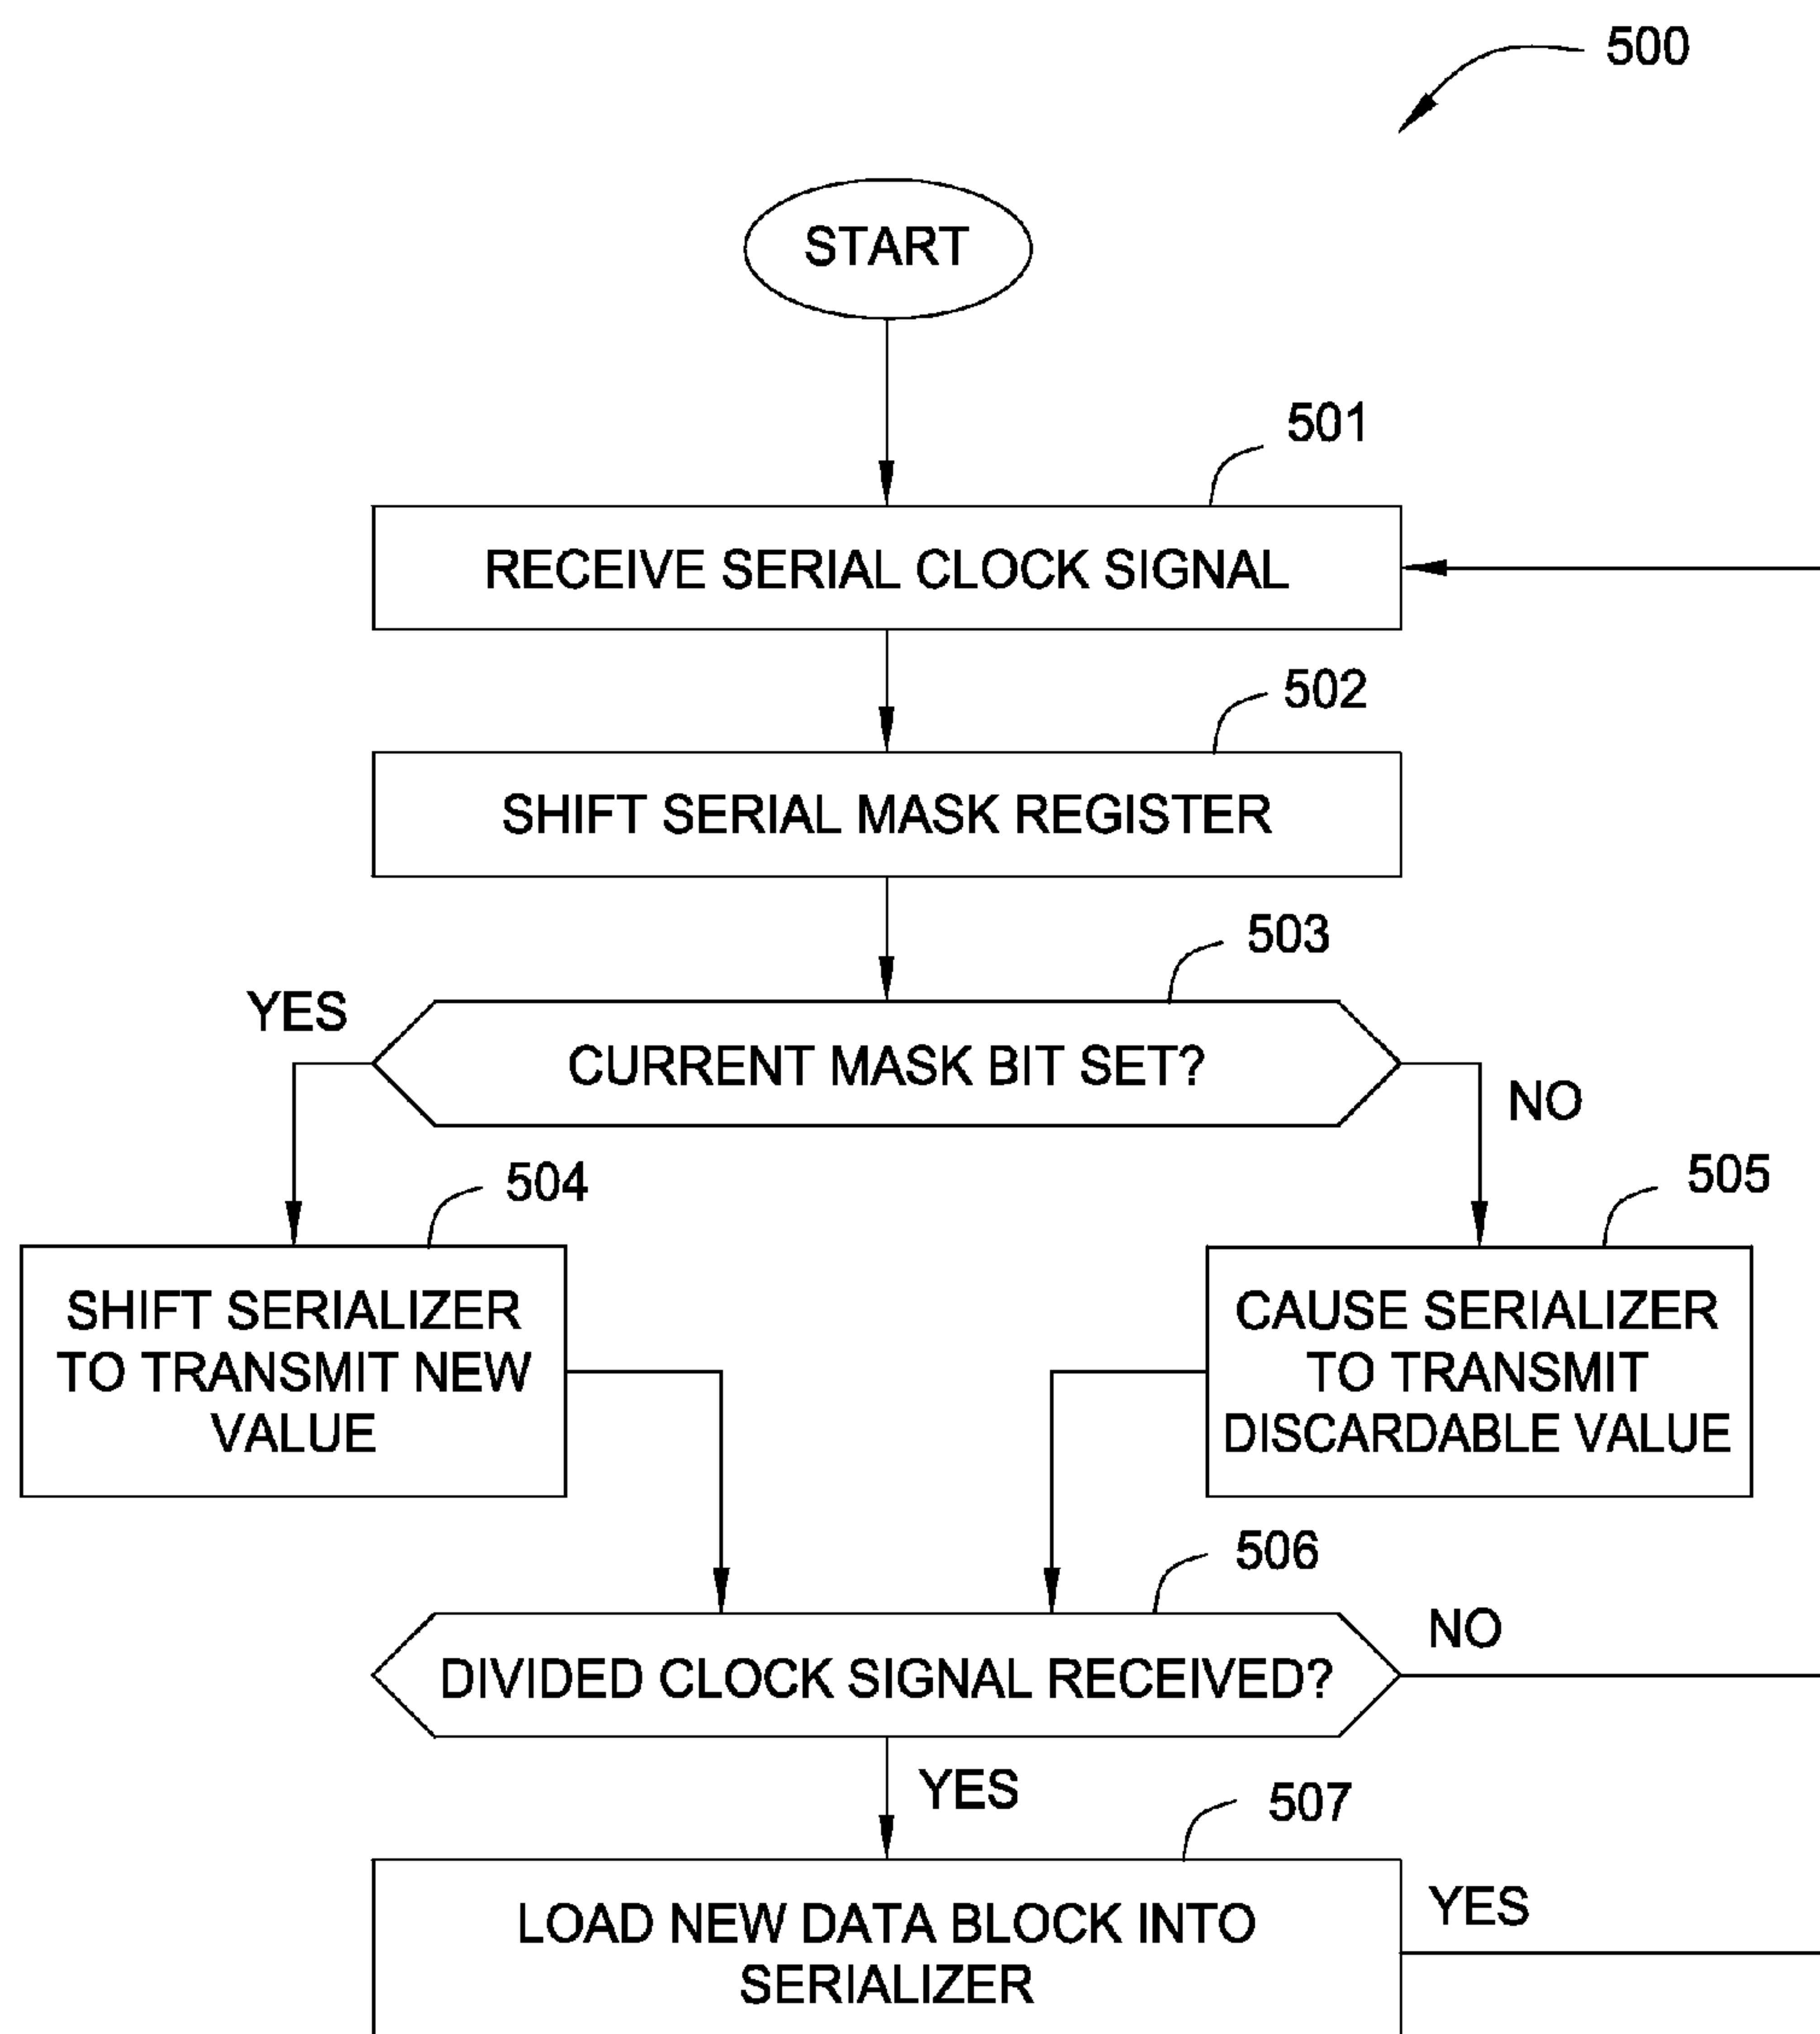 500
START
501
RECEIVE SERIAL CLOCK SIGNAL
502
SHIFT SERIAL MASK REGISTER
503
YES
CURRENT MASK BIT SET?
NO
504
505
SHIFT SERIALIZER
TO TRANSMIT NEW
VALUE
CAUSE SERIALIZER
TO TRANSMIT
DISCARDABLE VALUE
506
NO
DIVIDED CLOCK SIGNAL RECEIVED?
YES
507
LOAD NEW DATA BLOCK INTO
SERIALIZER
YES